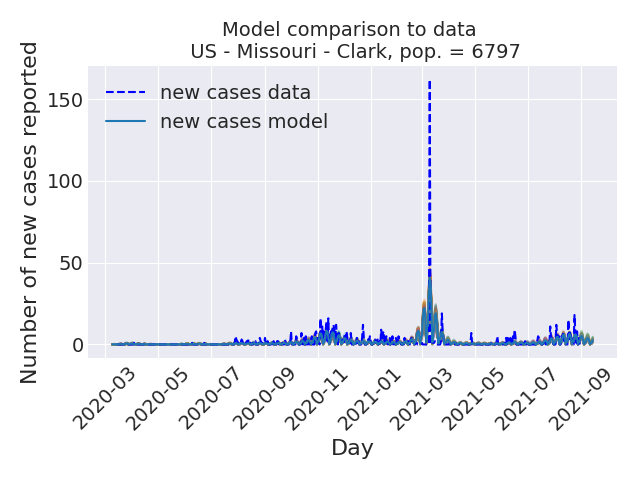 Model comparison to data
US - Missouri - Clark, pop. = 6797
Number of new cases reported
150
100
50
0
new cases data
new cases model
2020-03
2020-05
2020-07
2020-09
2020-11
2021-01
2021-03
2021-05
2021-07
2021-09
Day